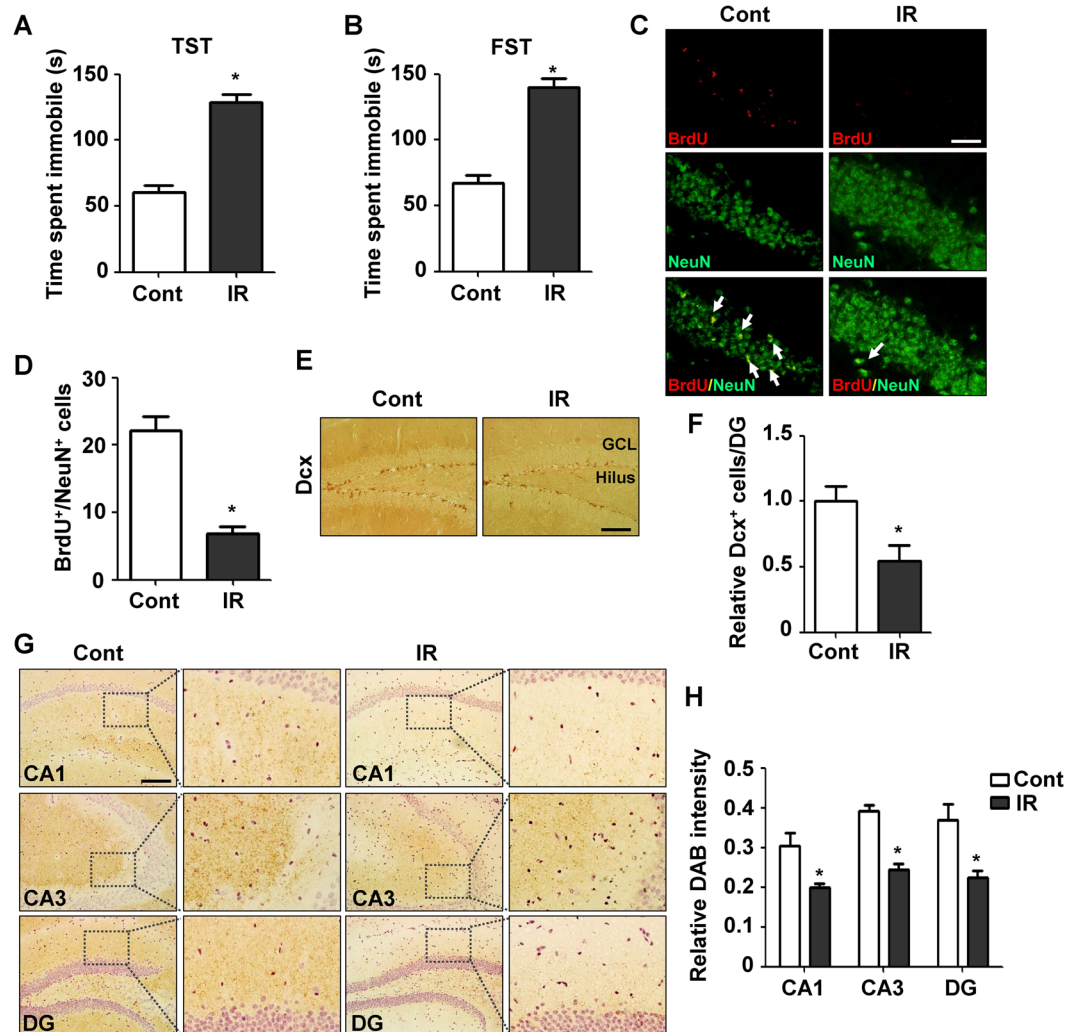 A
TST
Time spent immobile (s)
150
100
50
0
*
Cont
IR
B
FST
Time spent immobile (s)
150
100
50
0
*
Cont
IR
C
Cont
IR
BrdU
BrdU
NeuN
NeuN
BrdU/NeuN
BrdU/NeuN
D
BrdU⁺/NeuN⁺ cells
30
20
10
0
*
Cont
IR
E
Cont
IR
Dcx
GCL
Hilus
F
Relative Dcx⁺ cells/DG
1.5
1.0
0.5
0
*
Cont
IR
G
Cont
IR
CA1
CA1
CA3
CA3
DG
DG
H
Relative DAB intensity
0.5
0.4
0.3
0.2
0.1
0
Cont
IR
*
*
*
CA1
CA3
DG